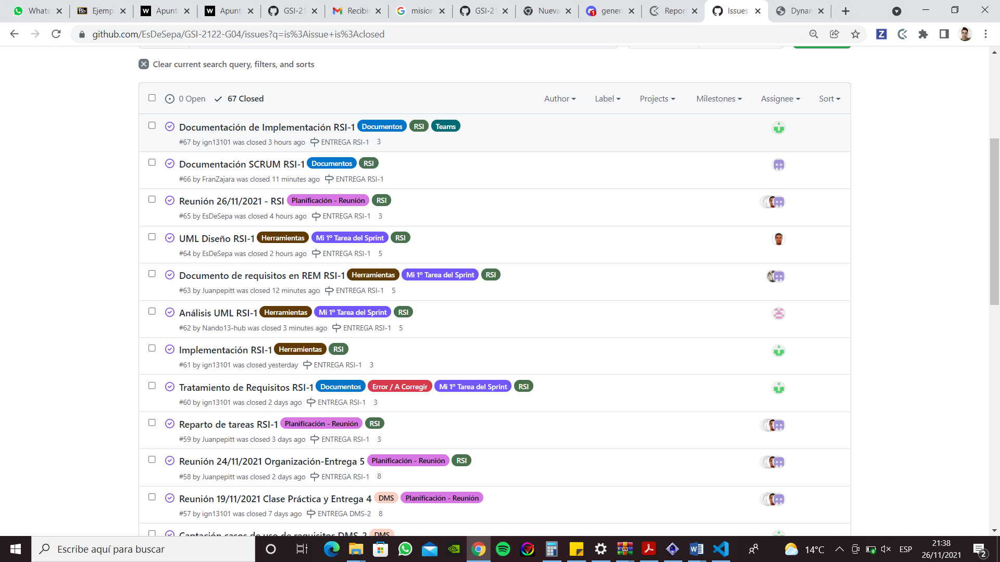 Whats
Ejemp
Apunt
Apunt
GSI-21
Recibi
mision
GSI-21
Nueva
genera
Report
Issues
Dynan
github.com/EsDeSepa/GSI-2122-G04/issues?q=is%3Aissue+is%3Aclosed
Clear current search query, filters, and sorts
0 Open 67 Closed Author Label Projects Milestones Assignee Sort
Documentación de Implementación RSI-1 Documentos RSI Teams
#67 by ign13101 was closed 3 hours ago ENTREGA RSI-1 3
Documentación SCRUM RSI-1 Documentos RSI
#66 by FranZajara was closed 11 minutes ago ENTREGA RSI-1
Reunión 26/11/2021 - RSI Planificación - Reunión RSI
#65 by EsDeSepa was closed 4 hours ago ENTREGA RSI-1 3
UML Diseño RSI-1 Herramientas Mi 1º Tarea del Sprint RSI
#64 by EsDeSepa was closed 2 hours ago ENTREGA RSI-1 5
Documento de requisitos en REM RSI-1 Herramientas Mi 1º Tarea del Sprint RSI
#63 by Juanpepitt was closed 12 minutes ago ENTREGA RSI-1 5
Análisis UML RSI-1 Herramientas Mi 1º Tarea del Sprint RSI
#62 by Nando13-hub was closed 3 minutes ago ENTREGA RSI-1 5
Implementación RSI-1 Herramientas RSI
#61 by ign13101 was closed yesterday ENTREGA RSI-1 3
Tratamiento de Requisitos RSI-1 Documentos Error / A Corregir Mi 1º Tarea del Sprint RSI
#60 by ign13101 was closed 2 days ago ENTREGA RSI-1 3
Reparto de tareas RSI-1 Planificación - Reunión RSI
#59 by Juanpepitt was closed 3 days ago ENTREGA RSI-1 3
Reunión 24/11/2021 Organización-Entrega 5 Planificación - Reunión RSI
#58 by Juanpepitt was closed 2 days ago ENTREGA RSI-1 8
Reunión 19/11/2021 Clase Práctica y Entrega 4 DMS Planificación - Reunión
#57 by ign13101 was closed 7 days ago ENTREGA DMS-2 8
Captación casos de uso de requisitos DMS-2 DMS
Escribe aquí para buscar
14°C
ESP
21:38
26/11/2021
2